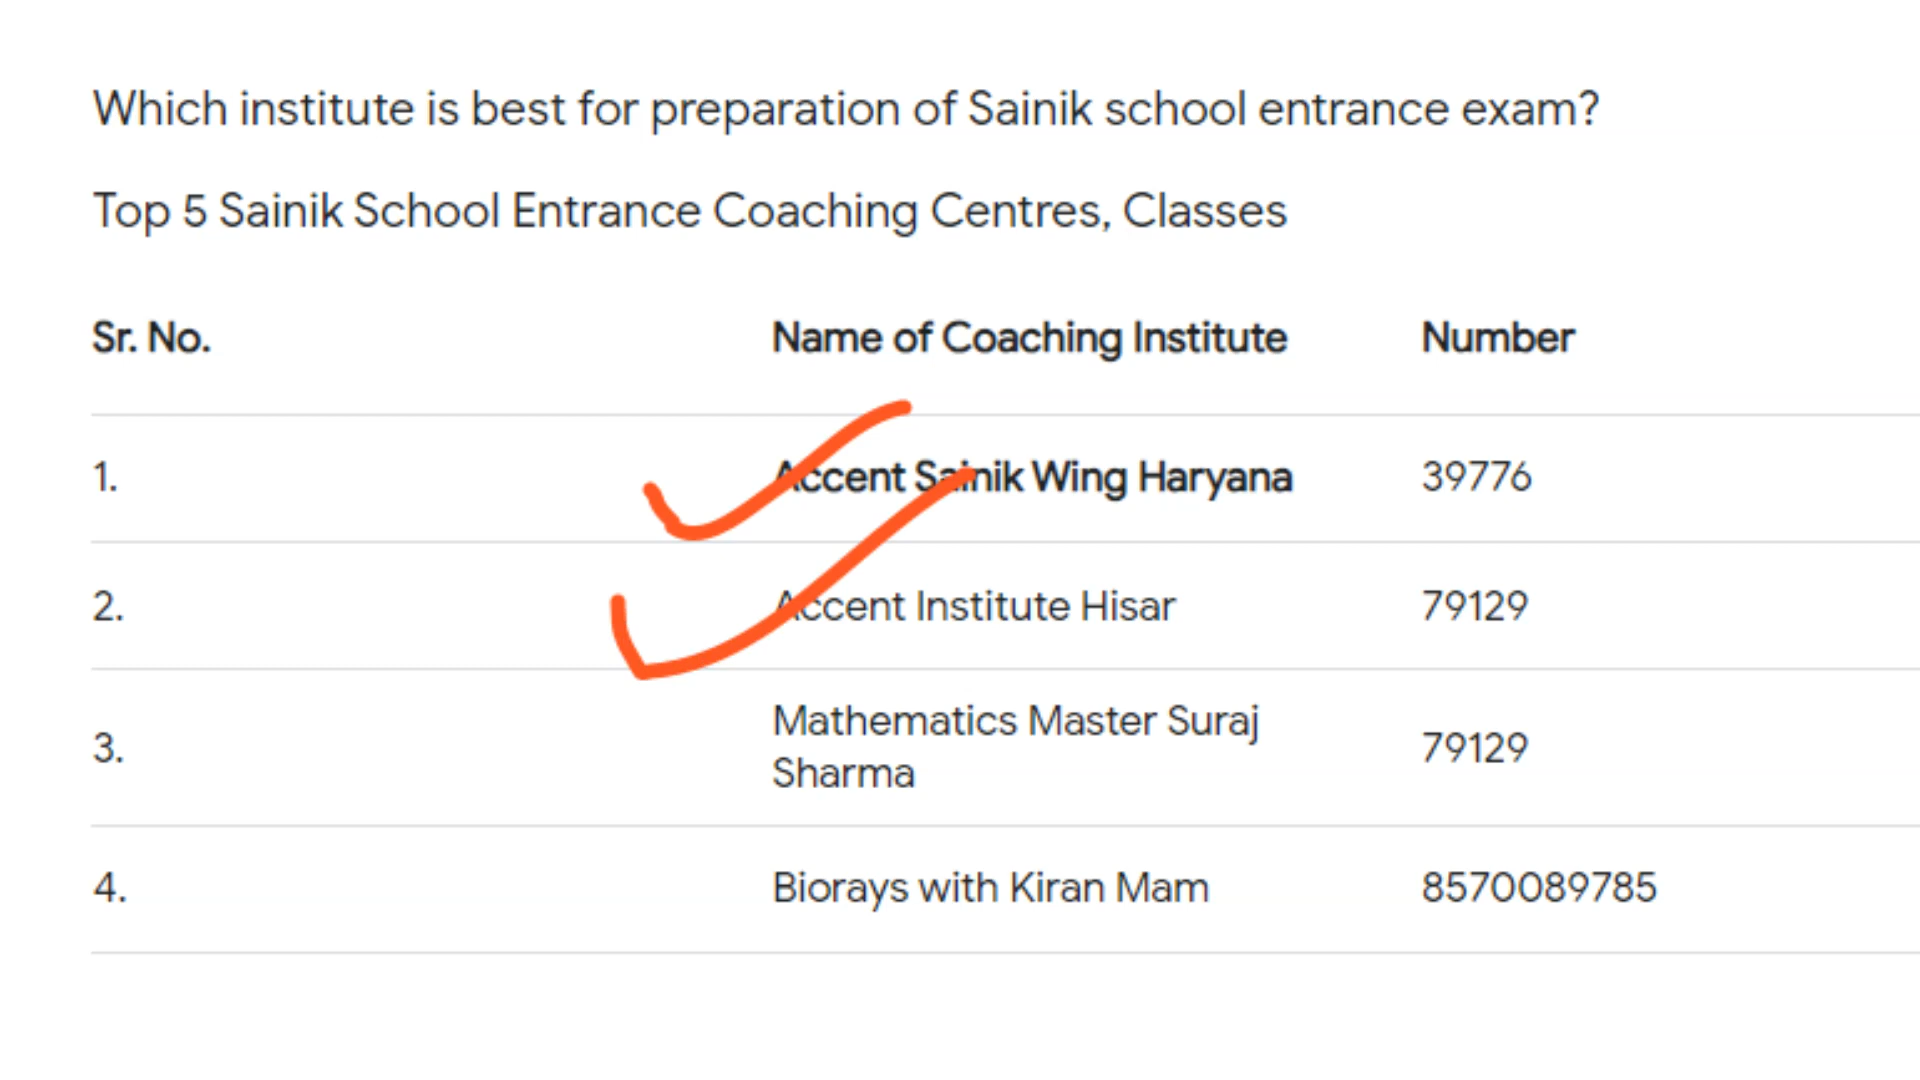 Which institute is best for preparation of Sainik school entrance exam?
Top 5 Sainik School Entrance Coaching Centres, Classes
Sr. No. Name of Coaching Institute Number
1. Accent Sainik Wing Haryana 39776
2. Accent Institute Hisar 79129
3. Mathematics Master Suraj Sharma 79129
4. Biorays with Kiran Mam 8570089785